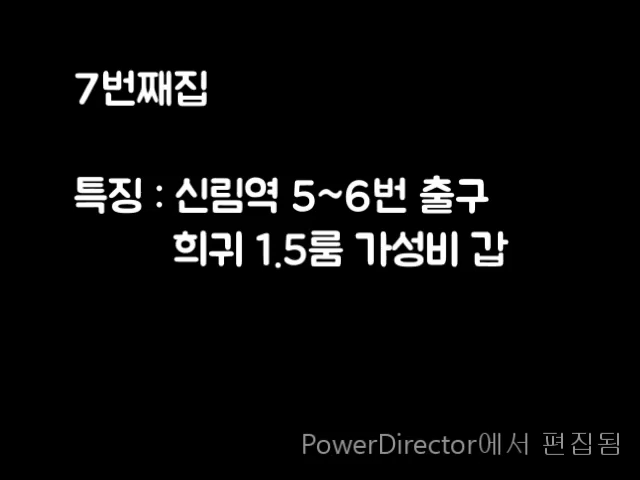 7번째집
특징 : 신림역 5~6번 출구
희귀 1.5룸 가성비 갑
PowerDirector에서 편집됨